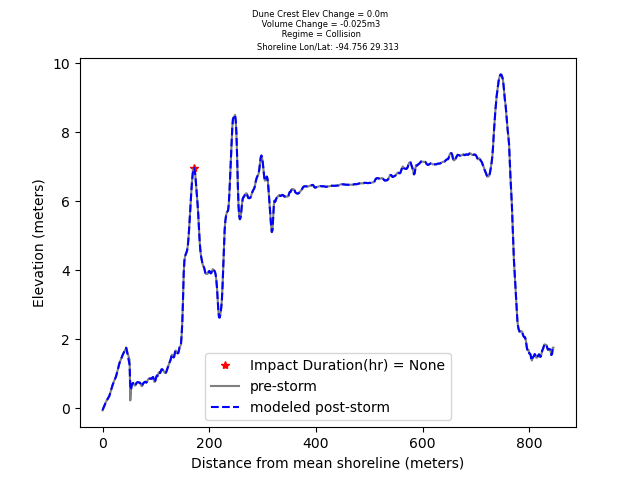 Dune Crest Elev Change = 0.0m
Volume Change = -0.025m3
Regime = Collision
Shoreline Lon/Lat: -94.756 29.313
10
8
6
4
2
0
Elevation (meters)
Impact Duration(hr) = None
pre-storm
modeled post-storm
0 200 400 600 800
Distance from mean shoreline (meters)